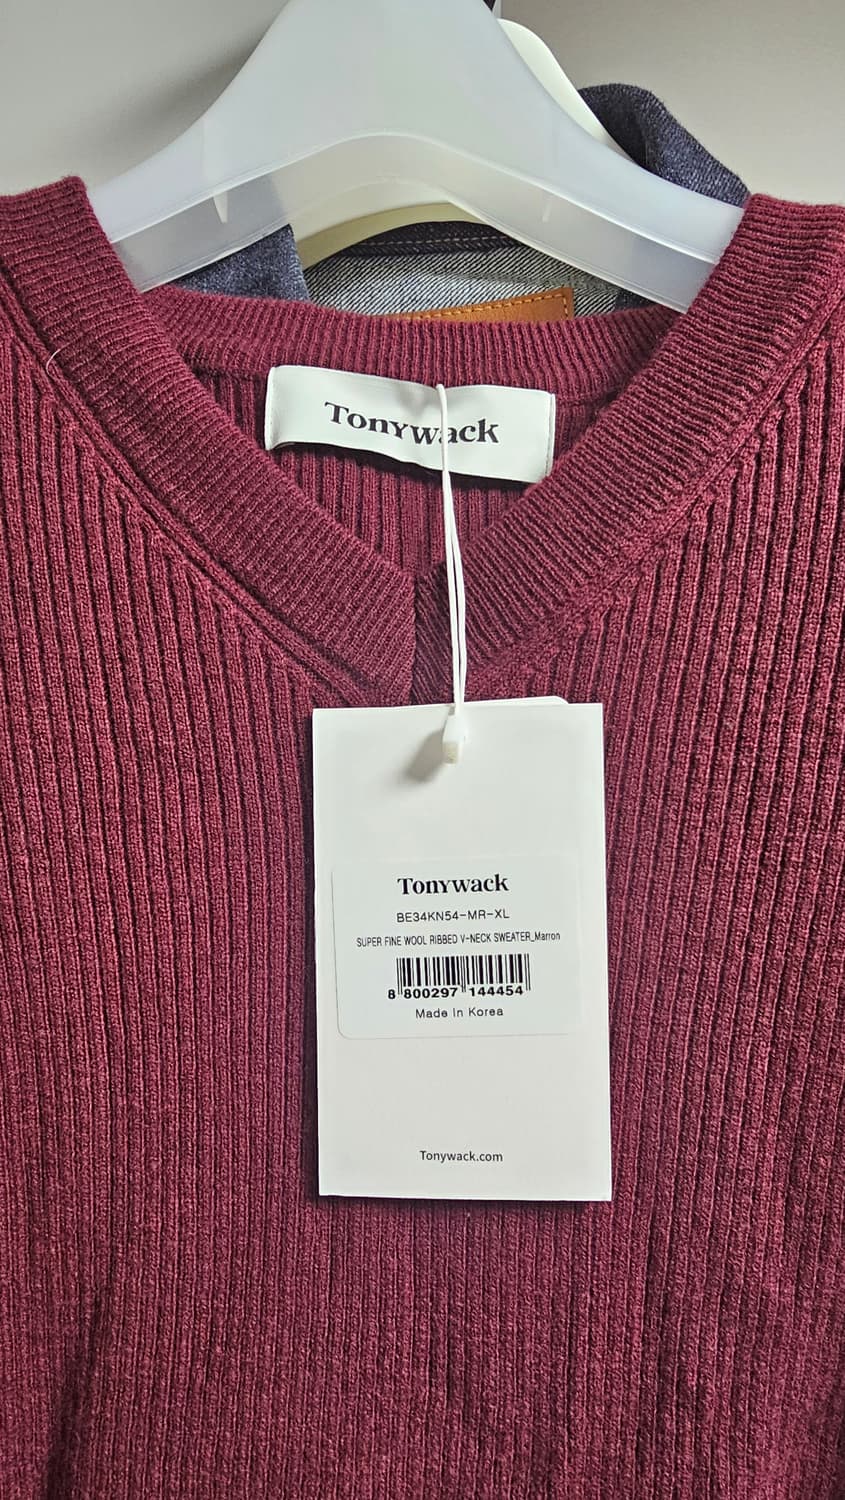 Tonywack
Tonywack
BE34KN54-MR-XL
SUPER FINE WOOL RIBBED V-NECK SWEATER_Marron
8 800297 144454
Made In Korea
Tonywack.com